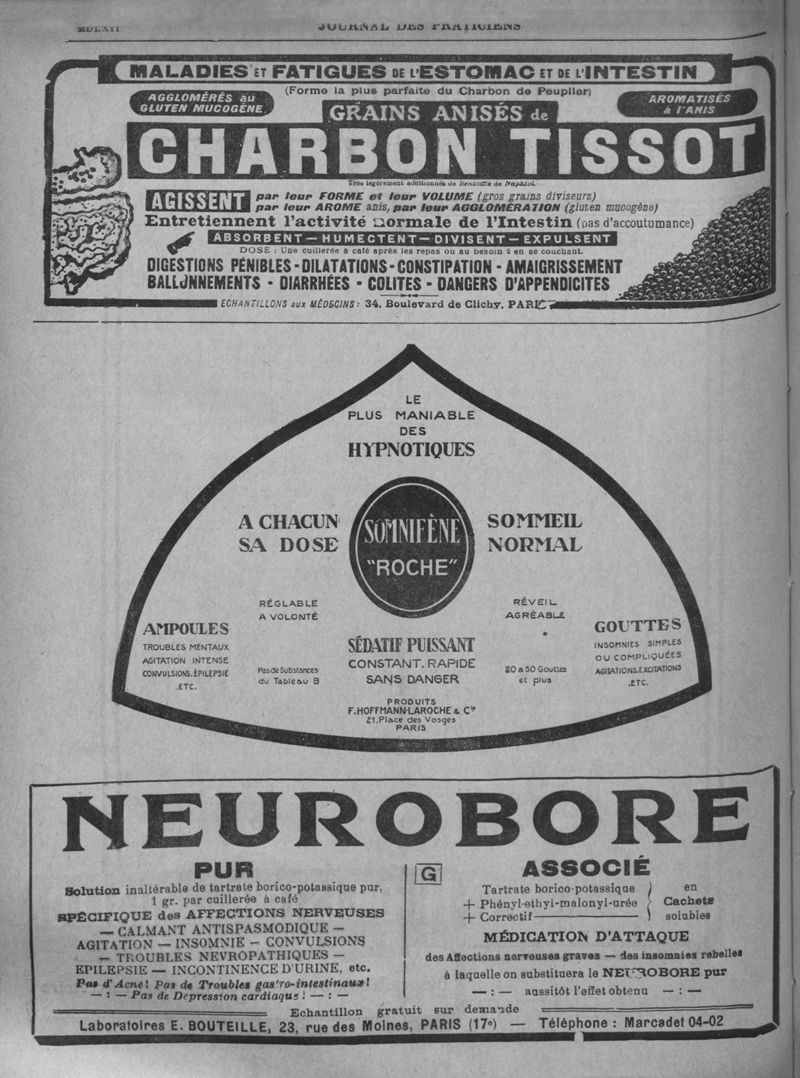 MDLXII
JOURNAL DES PRATICIENS
MALADIES ET FATIGUES DE L'ESTOMAC ET DE L'INTESTIN
(Forme la plus parfaite du Charbon de Peuplier)
AGGLOMÉRÉS au
GLUTEN MUCOGÈNE
GRAINS ANISÉS de
AROMATISÉS
à l'ANIS
CHARBON TISSOT
Très légèrement additionnés de Benzoate de Naphtol.
AGISSENT par leur FORME et leur VOLUME (gros grains diviseurs)
par leur AROME anis, par leur AGGLOMÉRATION (gluten mucogène)
Entretiennent l'activité normale de l'Intestin (pas d'accoutumance)
ABSORBENT — HUMECTENT — DIVISENT — EXPULSENT
DOSE : Une cuillerée à café après les repas ou au besoin 2 en se couchant.
DIGESTIONS PÉNIBLES - DILATATIONS - CONSTIPATION - AMAIGRISSEMENT
BALLONNEMENTS - DIARRHÉES - COLITES - DANGERS D'APPENDICITES
ÉCHANTILLONS aux MÉDECINS : 34, Boulevard de Clichy, PARIS
LE
PLUS MANIABLE
DES
HYPNOTIQUES
A CHACUN
SA DOSE
SOMNIFÈNE
"ROCHE"
SOMMEIL
NORMAL
RÉGLABLE
A VOLONTÉ
RÉVEIL
AGRÉABLE
AMPOULES
TROUBLES MENTAUX
AGITATION INTENSE
CONVULSIONS.ÉPILEPSIE
.ETC.
Pas de Substances
du Tableau B
SÉDATIF PUISSANT
CONSTANT. RAPIDE
SANS DANGER
20 à 50 Gouttes
et plus
GOUTTES
INSOMNIES SIMPLES
OU COMPLIQUÉES
AGITATIONS.EXCITATIONS
.ETC.
PRODUITS
F.HOFFMANN-LAROCHE & Cie
21.Place des Vosges
PARIS
NEUROBORE
PUR
Solution inaltérable de tartrate borico-potassique pur,
1 gr. par cuillerée à café
SPÉCIFIQUE des AFFECTIONS NERVEUSES
— CALMANT ANTISPASMODIQUE —
AGITATION — INSOMNIE — CONVULSIONS
— TROUBLES NEVROPATHIQUES —
EPILEPSIE — INCONTINENCE D'URINE, etc.
Pas d'Acné ! Pas de Troubles gastro-intestinaux !
— : — Pas de Depression cardiaque ! — : —
G
ASSOCIÉ
Tartrate borico-potassique
+ Phényl-ethyl-malonyl-urée
+ Correctif
en
Cachets
solubles
MÉDICATION D'ATTAQUE
des Affections nerveuses graves — des insomnies rebelles
à laquelle on substituera le NEUROBORE pur
— : — aussitôt l'effet obtenu — : —
Echantillon gratuit sur demande
Laboratoires E. BOUTEILLE, 23, rue des Moines, PARIS (17e) — Téléphone : Marcadet 04-02